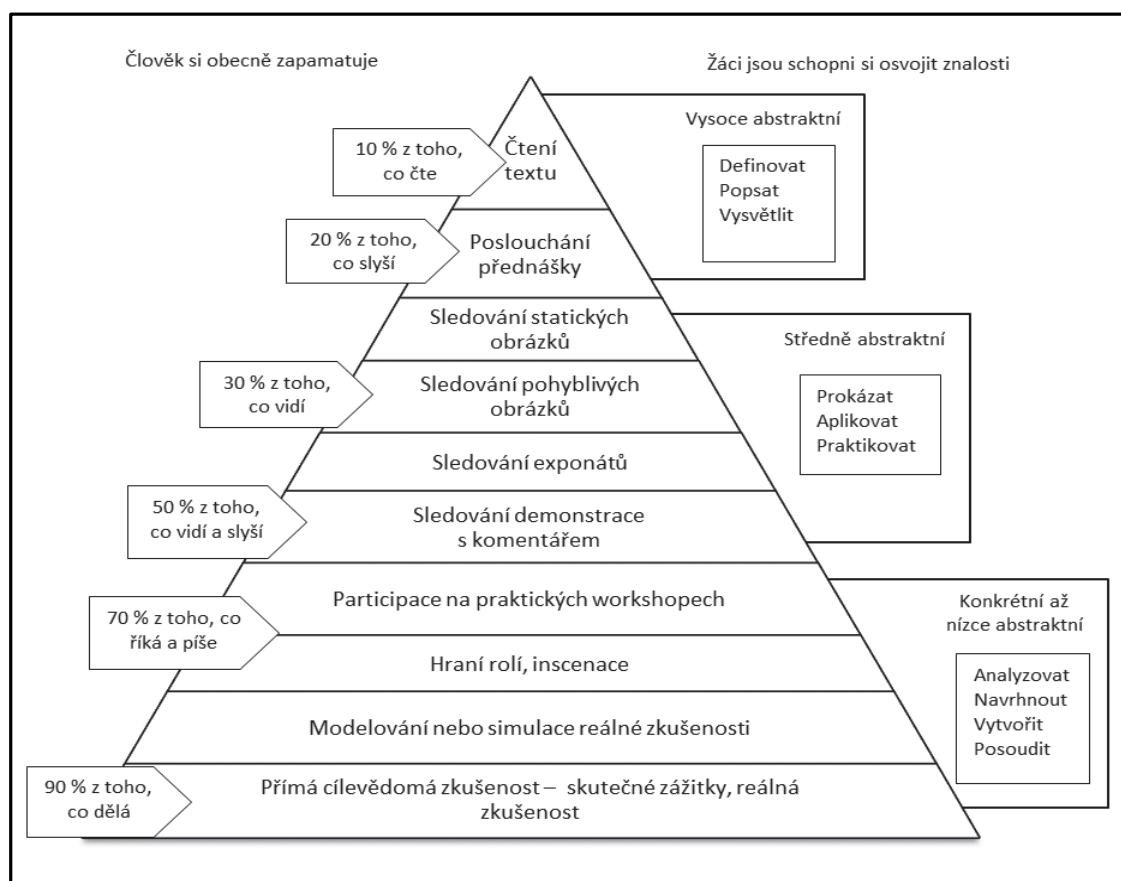 Člověk si obecně zapamatuje
Žáci jsou schopni si osvojit znalosti
10 % z toho,
co čte
Čtení
textu
Vysoce abstraktní
Definovat
Popsat
Vysvětlit
20 % z toho,
co slyší
Poslouchání
přednášky
Sledování statických
obrázků
Středně abstraktní
30 % z toho,
co vidí
Sledování pohyblivých
obrázků
Prokázat
Aplikovat
Praktikovat
Sledování exponátů
50 % z toho,
co vidí a slyší
Sledování demonstrace
s komentářem
Participace na praktických workshopech
Konkrétní až
nízce abstraktní
70 % z toho, co
říká a píše
Hraní rolí, inscenace
Analyzovat
Navrhnout
Vytvořit
Posoudit
Modelování nebo simulace reálné zkušenosti
90 % z toho,
co dělá
Přímá cílevědomá zkušenost – skutečné zážitky, reálná
zkušenost